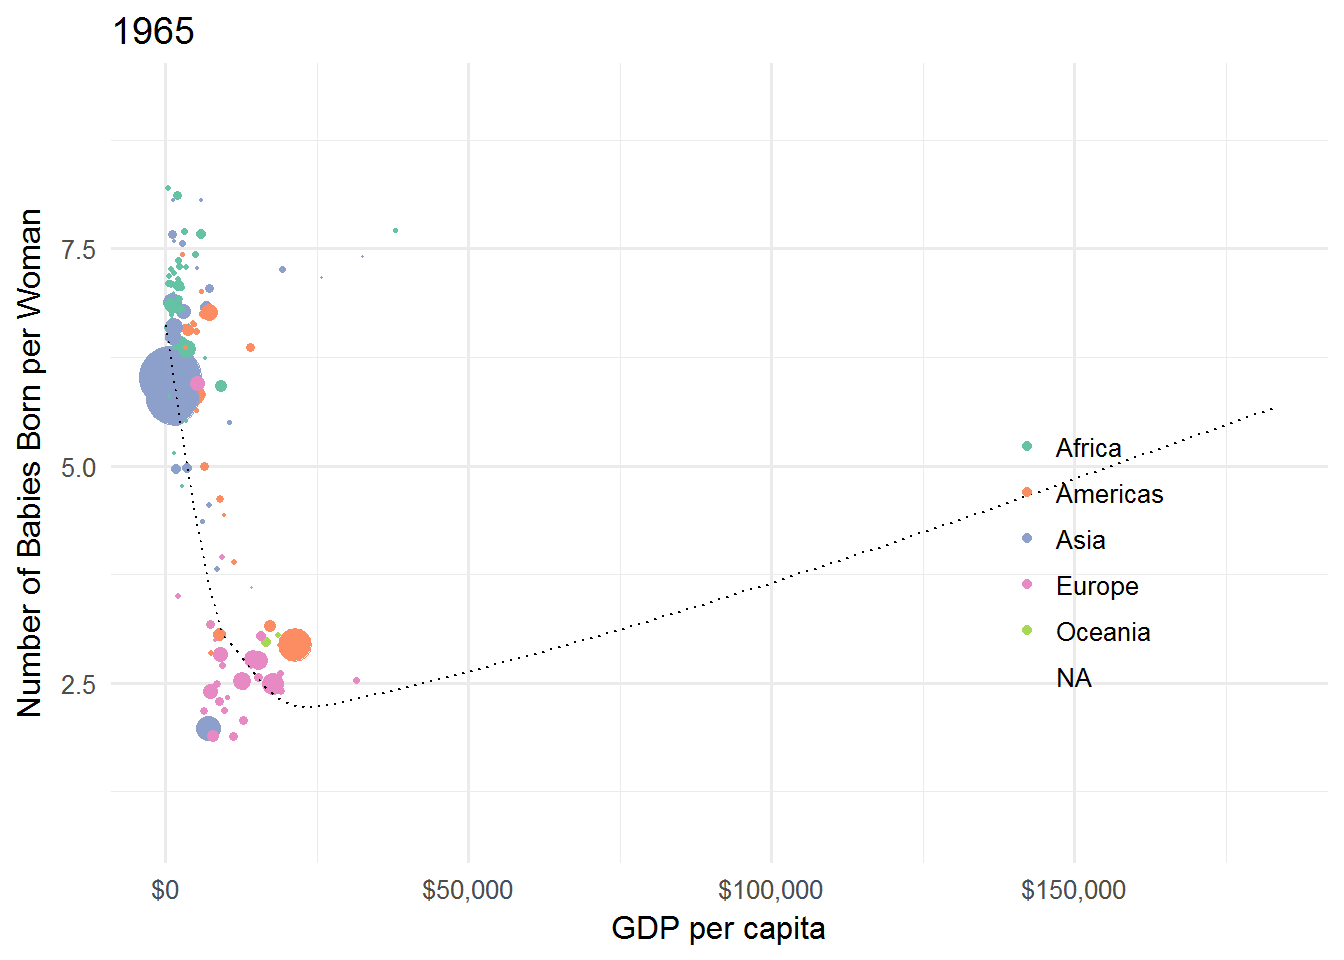 1965
Number of Babies Born per Woman
7.5
5.0
2.5
Africa
Americas
Asia
Europe
Oceania
NA
$0
$50,000
$100,000
$150,000
GDP per capita